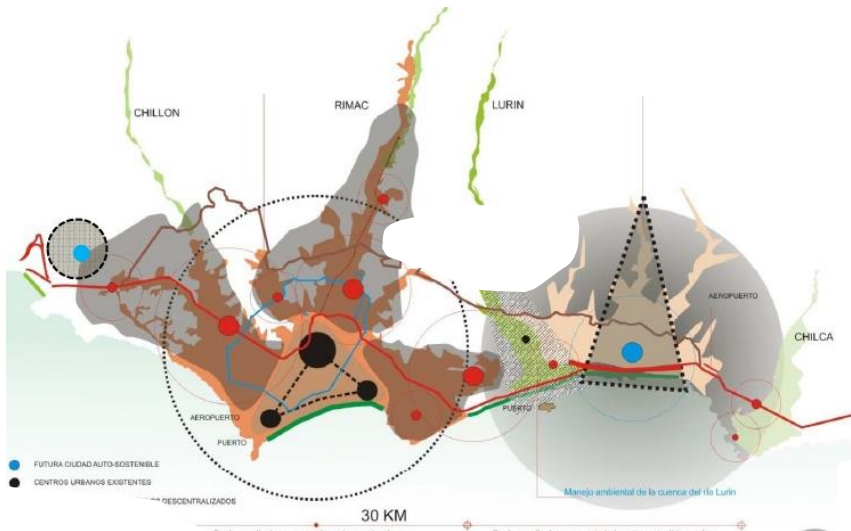 CHILLON
RIMAC
LURIN
AEROPUERTO
CHILCA
AEROPUERTO
PUERTO
PUERTO
FUTURA CIUDAD AUTO-SOSTENIBLE
CENTROS URBANOS EXISTENTES
DESCENTRALIZADOS
Manejo ambiental de la cuenca del río Lurin
30 KM